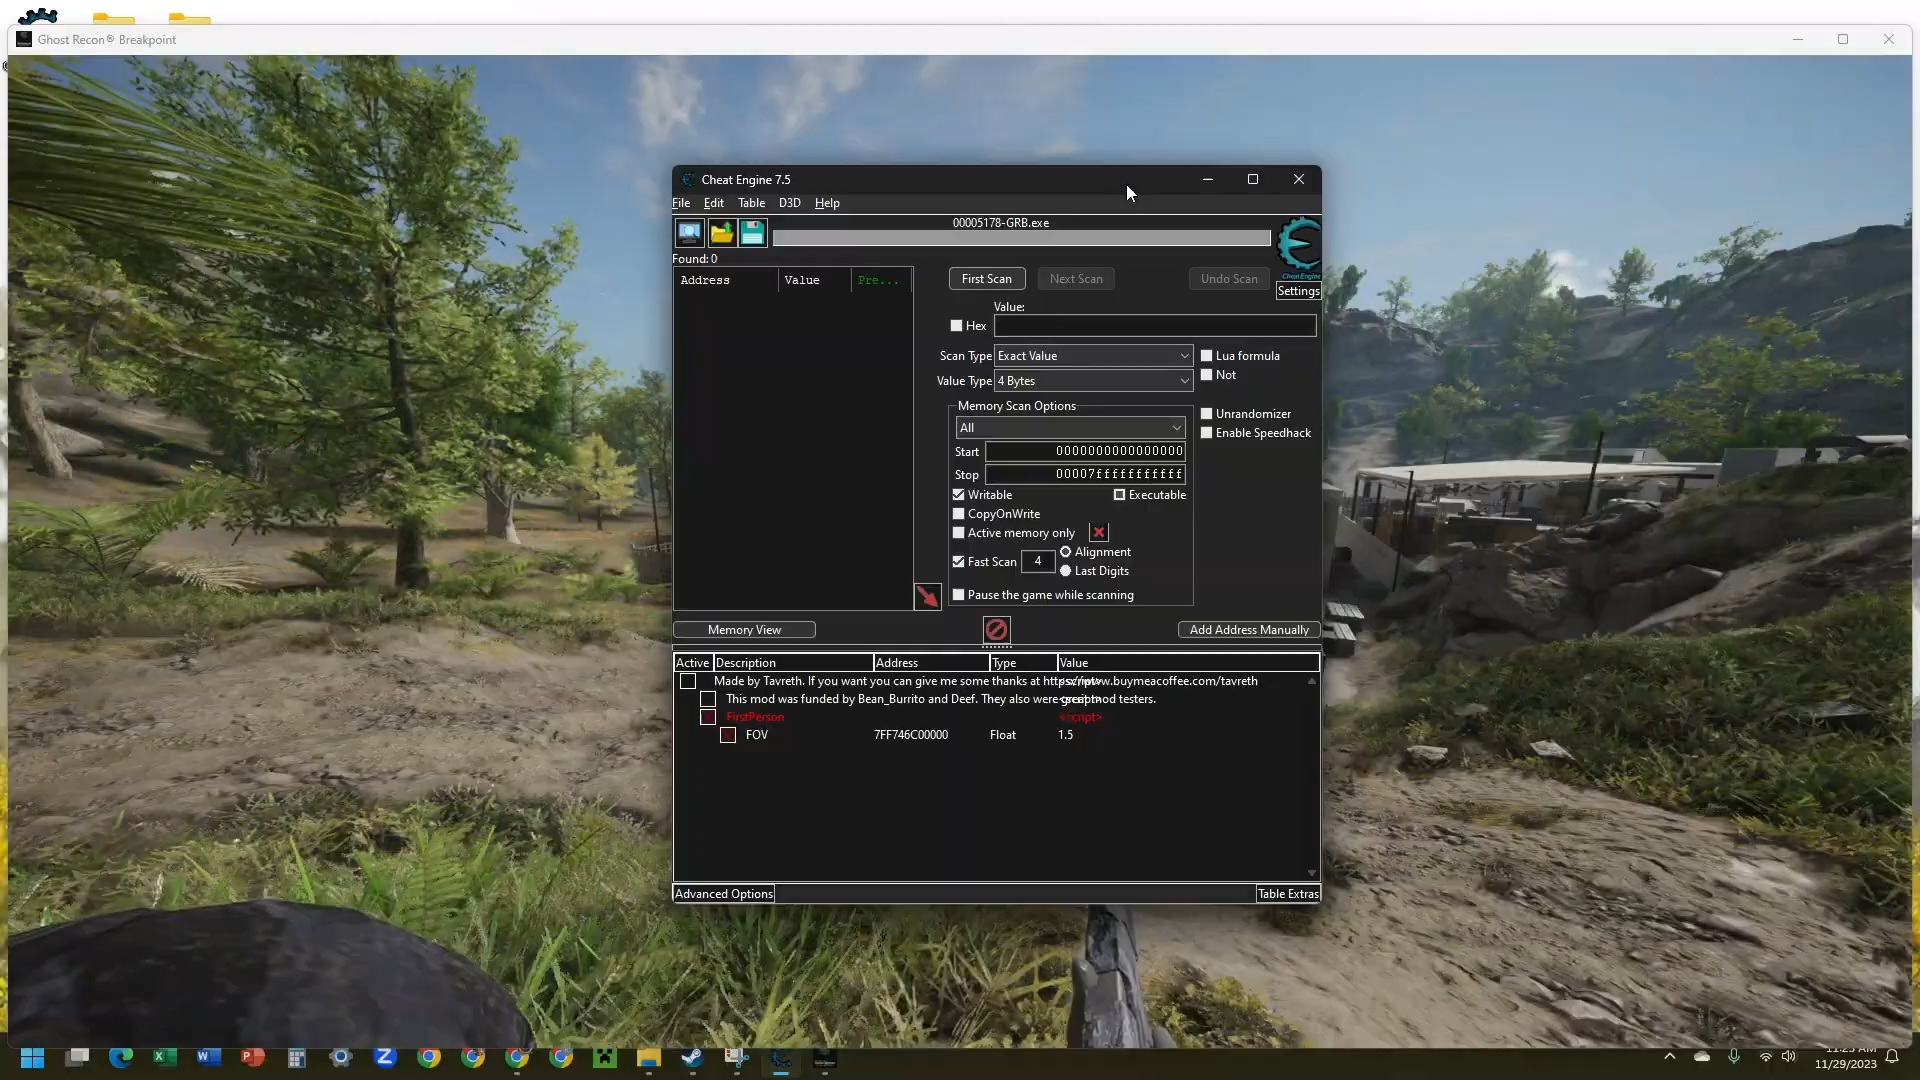 Ghost Recon® Breakpoint
Cheat Engine 7.5
File Edit Table D3D Help
00005178-GRB.exe
Found: 0
Cheat Engine
Settings
Address Value Pre...
First Scan Next Scan Undo Scan
Value:
Hex
Scan Type Exact Value Lua formula
Not
Value Type 4 Bytes
Memory Scan Options
All
Unrandomizer
Enable Speedhack
Start 0000000000000000
Stop 00007fffffffffff
Writable Executable
CopyOnWrite
Active memory only
Fast Scan 4 Alignment
Last Digits
Pause the game while scanning
Memory View Add Address Manually
Active Description Address Type Value
Made by Tavreth. If you want you can give me some thanks at buymeacoffee.com/tavreth
This mod was funded by Bean_Burrito and Deef. They also were great mod testers.
FirstPerson <script>
FOV 7FF746C00000 Float 1.5
Advanced Options Table Extras
11/29/2023